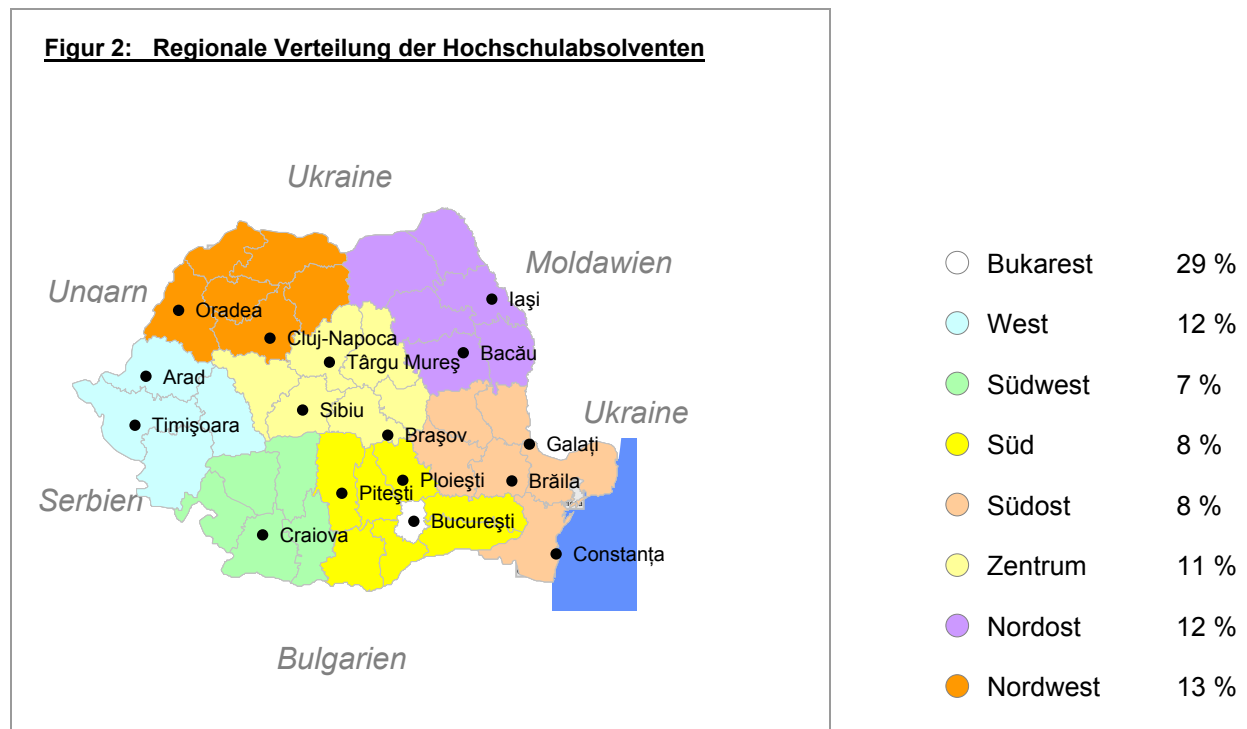 Figur 2: Regionale Verteilung der Hochschulabsolventen
Ukraine
Moldawien
Ungarn
Iaşi
Oradea
Cluj-Napoca
Târgu Mureş
Bacău
Arad
Sibiu
Ukraine
Timişoara
Braşov
Galaţi
Ploieşti
Brăila
Piteşti
Serbien
Bucureşti
Craiova
Constanţa
Bulgarien
Bukarest 29 %
West 12 %
Südwest 7 %
Süd 8 %
Südost 8 %
Zentrum 11 %
Nordost 12 %
Nordwest 13 %